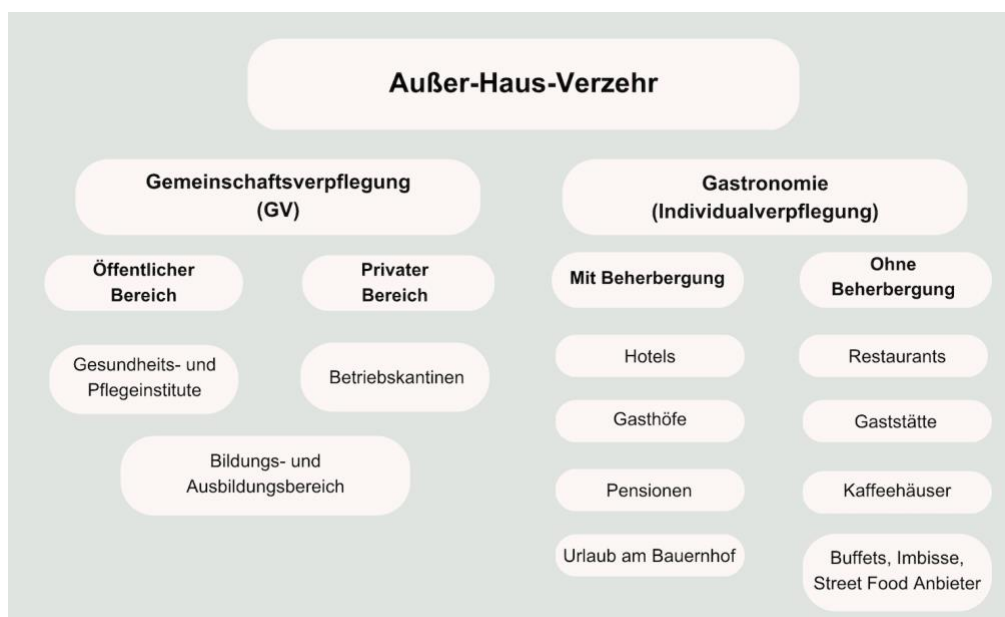 Außer-Haus-Verzehr
Gemeinschaftsverpflegung
(GV)
Gastronomie
(Individualverpflegung)
Öffentlicher
Bereich
Privater
Bereich
Mit Beherbergung
Ohne
Beherbergung
Gesundheits- und
Pflegeinstitute
Betriebskantinen
Bildungs- und
Ausbildungsbereich
Hotels
Gasthöfe
Pensionen
Urlaub am Bauernhof
Restaurants
Gaststätte
Kaffeehäuser
Buffets, Imbisse,
Street Food Anbieter